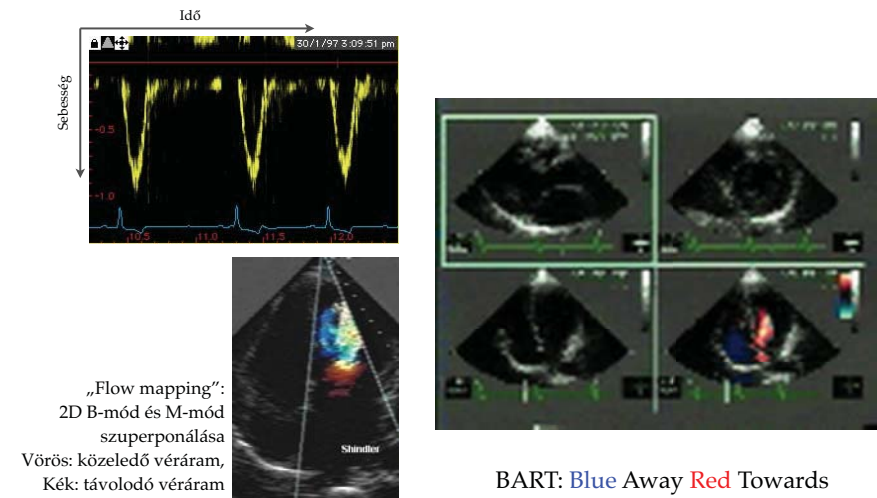 Idő
Sebesség
30/1/97 3:09:51 pm
-0.5
-1.0
10.5 11.0 11.5 12.0
„Flow mapping”:
2D B-mód és M-mód
szuperponálása
Vörös: közeledő véráram,
Kék: távolodó véráram
Shindler
BART: Blue Away Red Towards